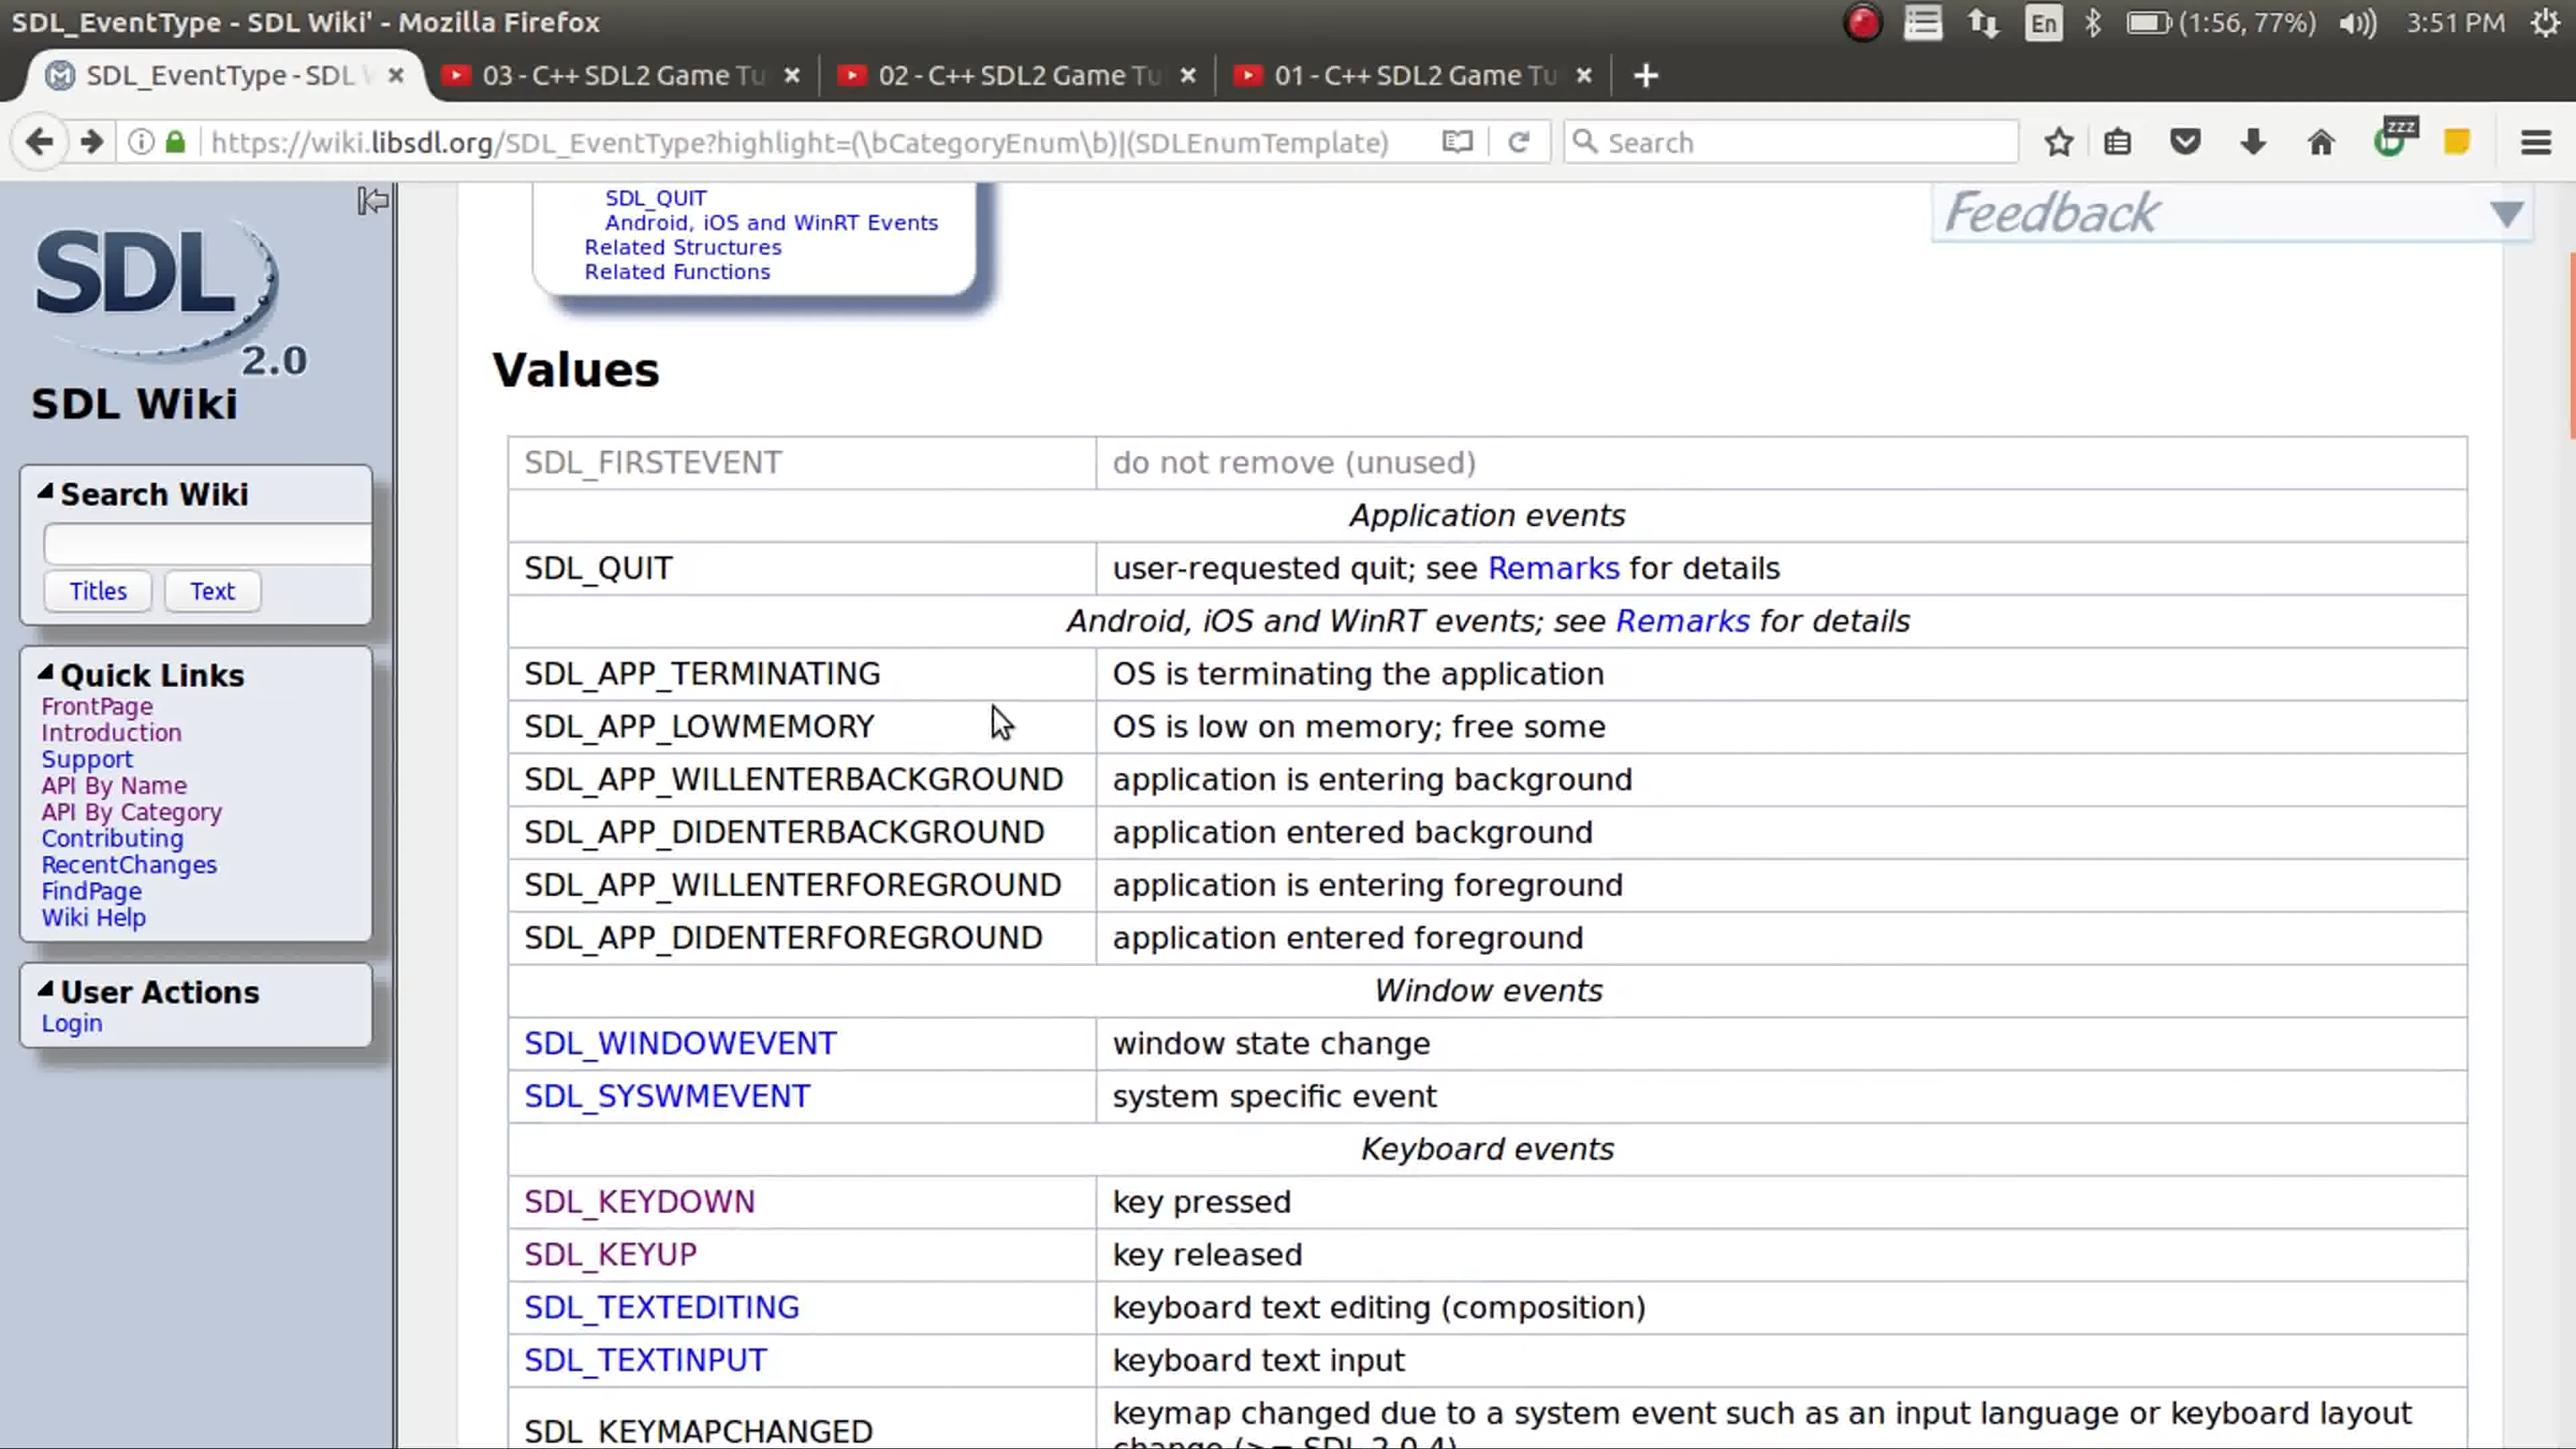 SDL_EventType - SDL Wiki' - Mozilla Firefox
En (1:56, 77%) 3:51 PM
SDL_EventType - SDL W
03 - C++ SDL2 Game Tu
02 - C++ SDL2 Game Tu
01 - C++ SDL2 Game Tu
https://wiki.libsdl.org/SDL_EventType?highlight=(\bCategoryEnum\b)|(SDLEnumTemplate)
Search
zzz
SDL
2.0
SDL Wiki
Search Wiki
Titles Text
Quick Links
FrontPage
Introduction
Support
API By Name
API By Category
Contributing
RecentChanges
FindPage
Wiki Help
User Actions
Login
SDL_QUIT
Android, iOS and WinRT Events
Related Structures
Related Functions
Feedback
Values
SDL_FIRSTEVENT do not remove (unused)
Application events
SDL_QUIT user-requested quit; see Remarks for details
Android, iOS and WinRT events; see Remarks for details
SDL_APP_TERMINATING OS is terminating the application
SDL_APP_LOWMEMORY OS is low on memory; free some
SDL_APP_WILLENTERBACKGROUND application is entering background
SDL_APP_DIDENTERBACKGROUND application entered background
SDL_APP_WILLENTERFOREGROUND application is entering foreground
SDL_APP_DIDENTERFOREGROUND application entered foreground
Window events
SDL_WINDOWEVENT window state change
SDL_SYSWMEVENT system specific event
Keyboard events
SDL_KEYDOWN key pressed
SDL_KEYUP key released
SDL_TEXTEDITING keyboard text editing (composition)
SDL_TEXTINPUT keyboard text input
SDL_KEYMAPCHANGED keymap changed due to a system event such as an input language or keyboard layout
change (>= SDL 2.0.4)